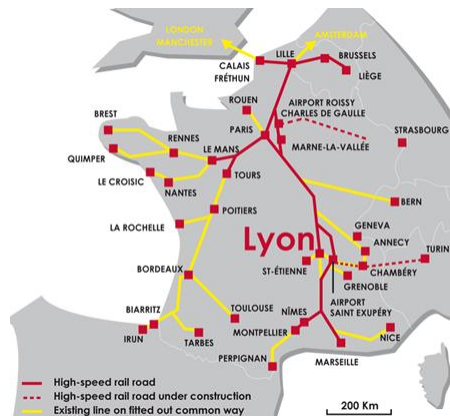 LONDON
MANCHESTER
AMSTERDAM
LILLE
BRUSSELS
CALAIS
FRÉTHUN
LIÈGE
ROUEN
AIRPORT ROISSY
CHARLES DE GAULLE
BREST
RENNES
PARIS
STRASBOURG
LE MANS
MARNE-LA-VALLÉE
QUIMPER
LE CROISIC
TOURS
NANTES
BERN
POITIERS
LA ROCHELLE
GENEVA
Lyon
ANNECY
TURIN
BORDEAUX
ST-ÉTIENNE
CHAMBÉRY
GRENOBLE
AIRPORT
SAINT EXUPÉRY
BIARRITZ
TOULOUSE
NÎMES
IRUN
TARBES
MONTPELLIER
NICE
PERPIGNAN
MARSEILLE
High-speed rail road
High-speed rail road under construction
Existing line on fitted out common way
200 Km